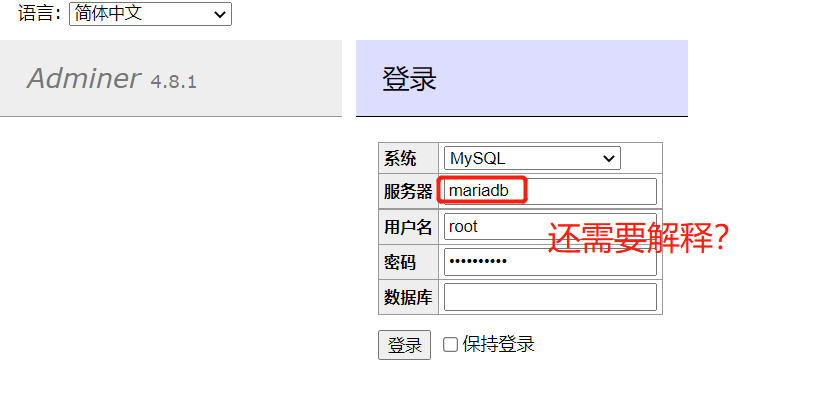 语言: 简体中文
Adminer 4.8.1
登录
系统 MySQL
服务器 mariadb
用户名 root
还需要解释?
密码 ••••••••••
数据库
登录 保持登录